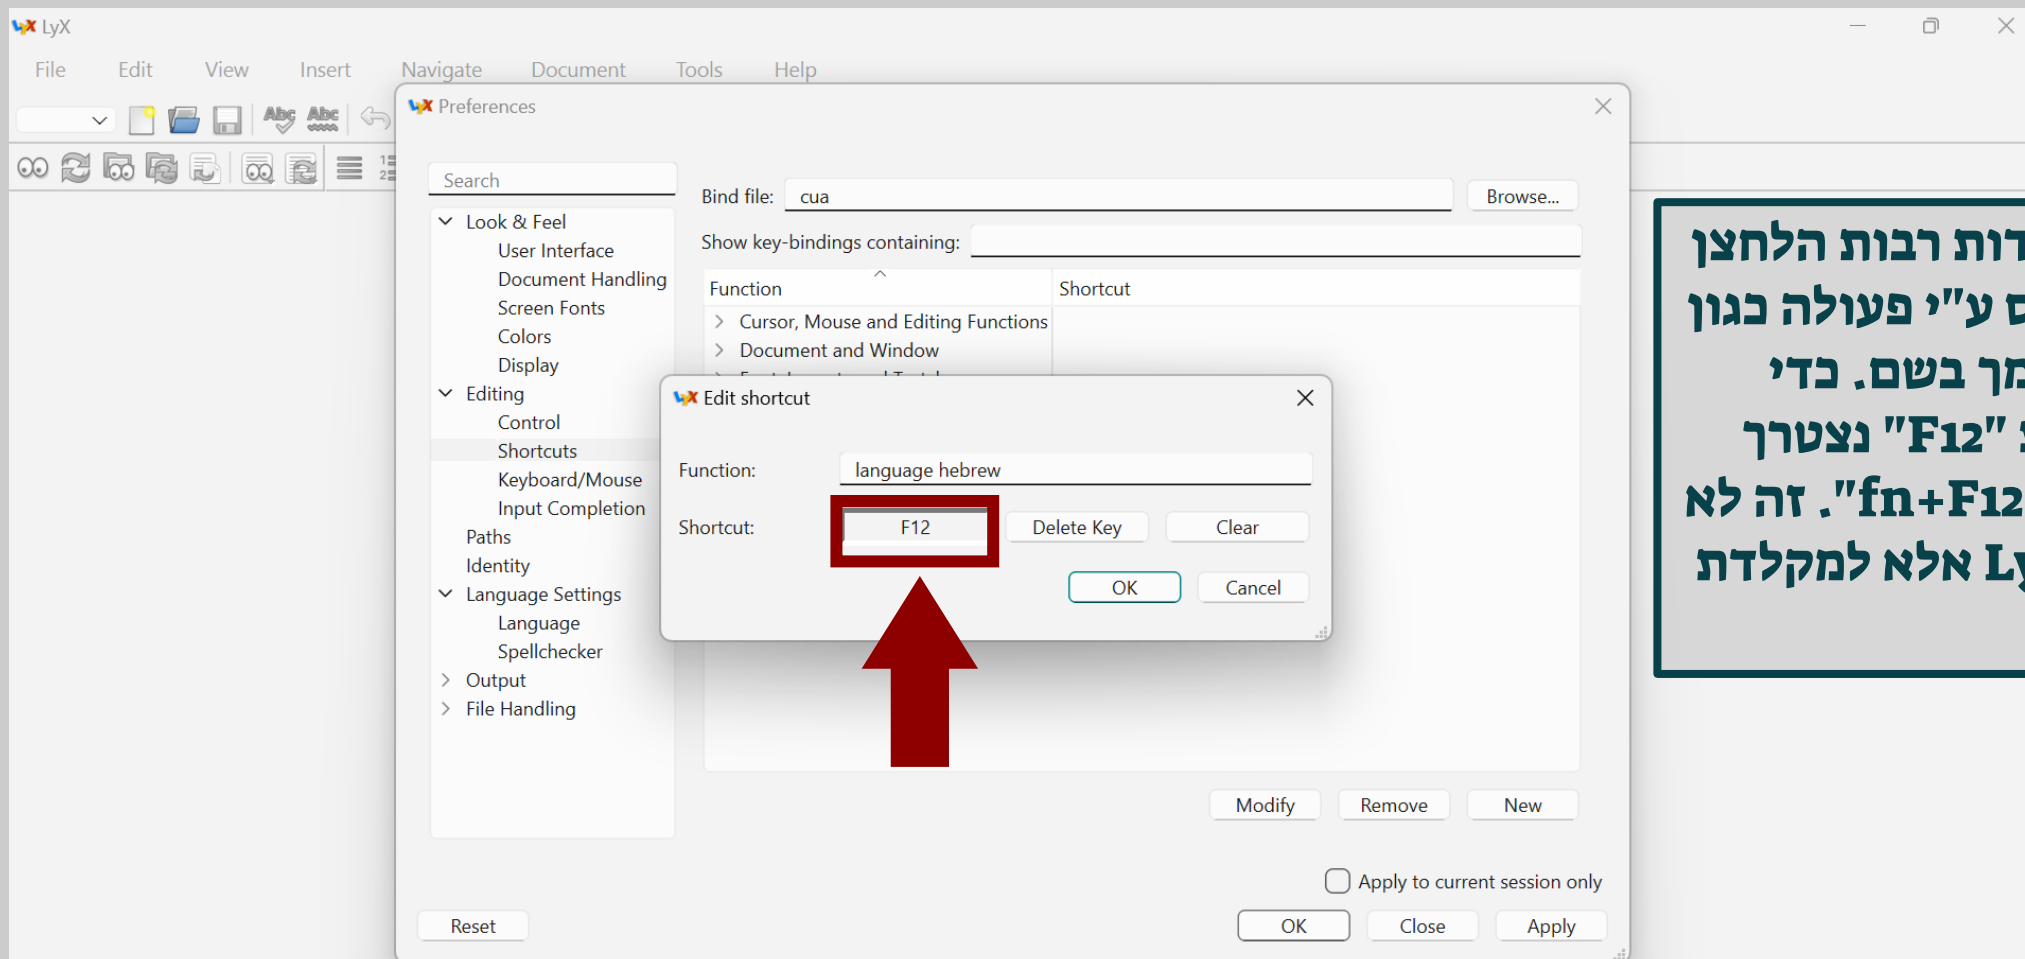 LyX
File Edit View Insert Navigate Document Tools Help
Abc Abc
Preferences
Search
Look & Feel
User Interface
Document Handling
Screen Fonts
Colors
Display
Editing
Control
Shortcuts
Keyboard/Mouse
Input Completion
Paths
Identity
Language Settings
Language
Spellchecker
Output
File Handling
Bind file: cua Browse...
Show key-bindings containing:
Function Shortcut
Cursor, Mouse and Editing Functions
Document and Window
Edit shortcut
Function: language hebrew
Shortcut: F12 Delete Key Clear
OK Cancel
Modify Remove New
Apply to current session only
Reset OK Close Apply
רבות הלחצן
ע"י פעולה כגון
בשם. כדי
"F12" נצטרך
fn+F12". זה לא
אלא למקלדת